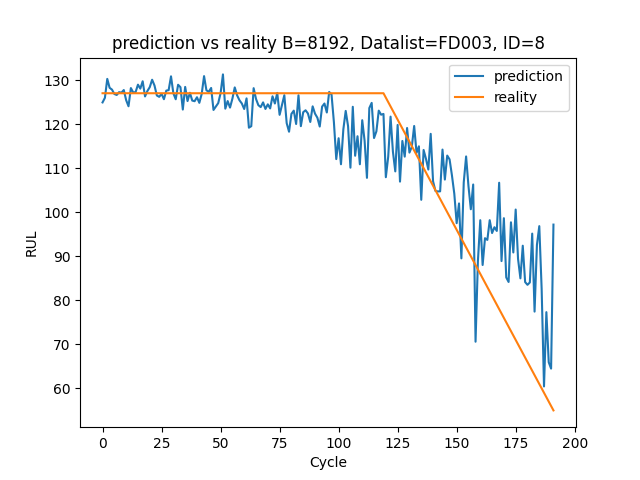 prediction vs reality B=8192, Datalist=FD003, ID=8
prediction
reality
130
120
110
100
90
80
70
60
RUL
0 25 50 75 100 125 150 175 200
Cycle